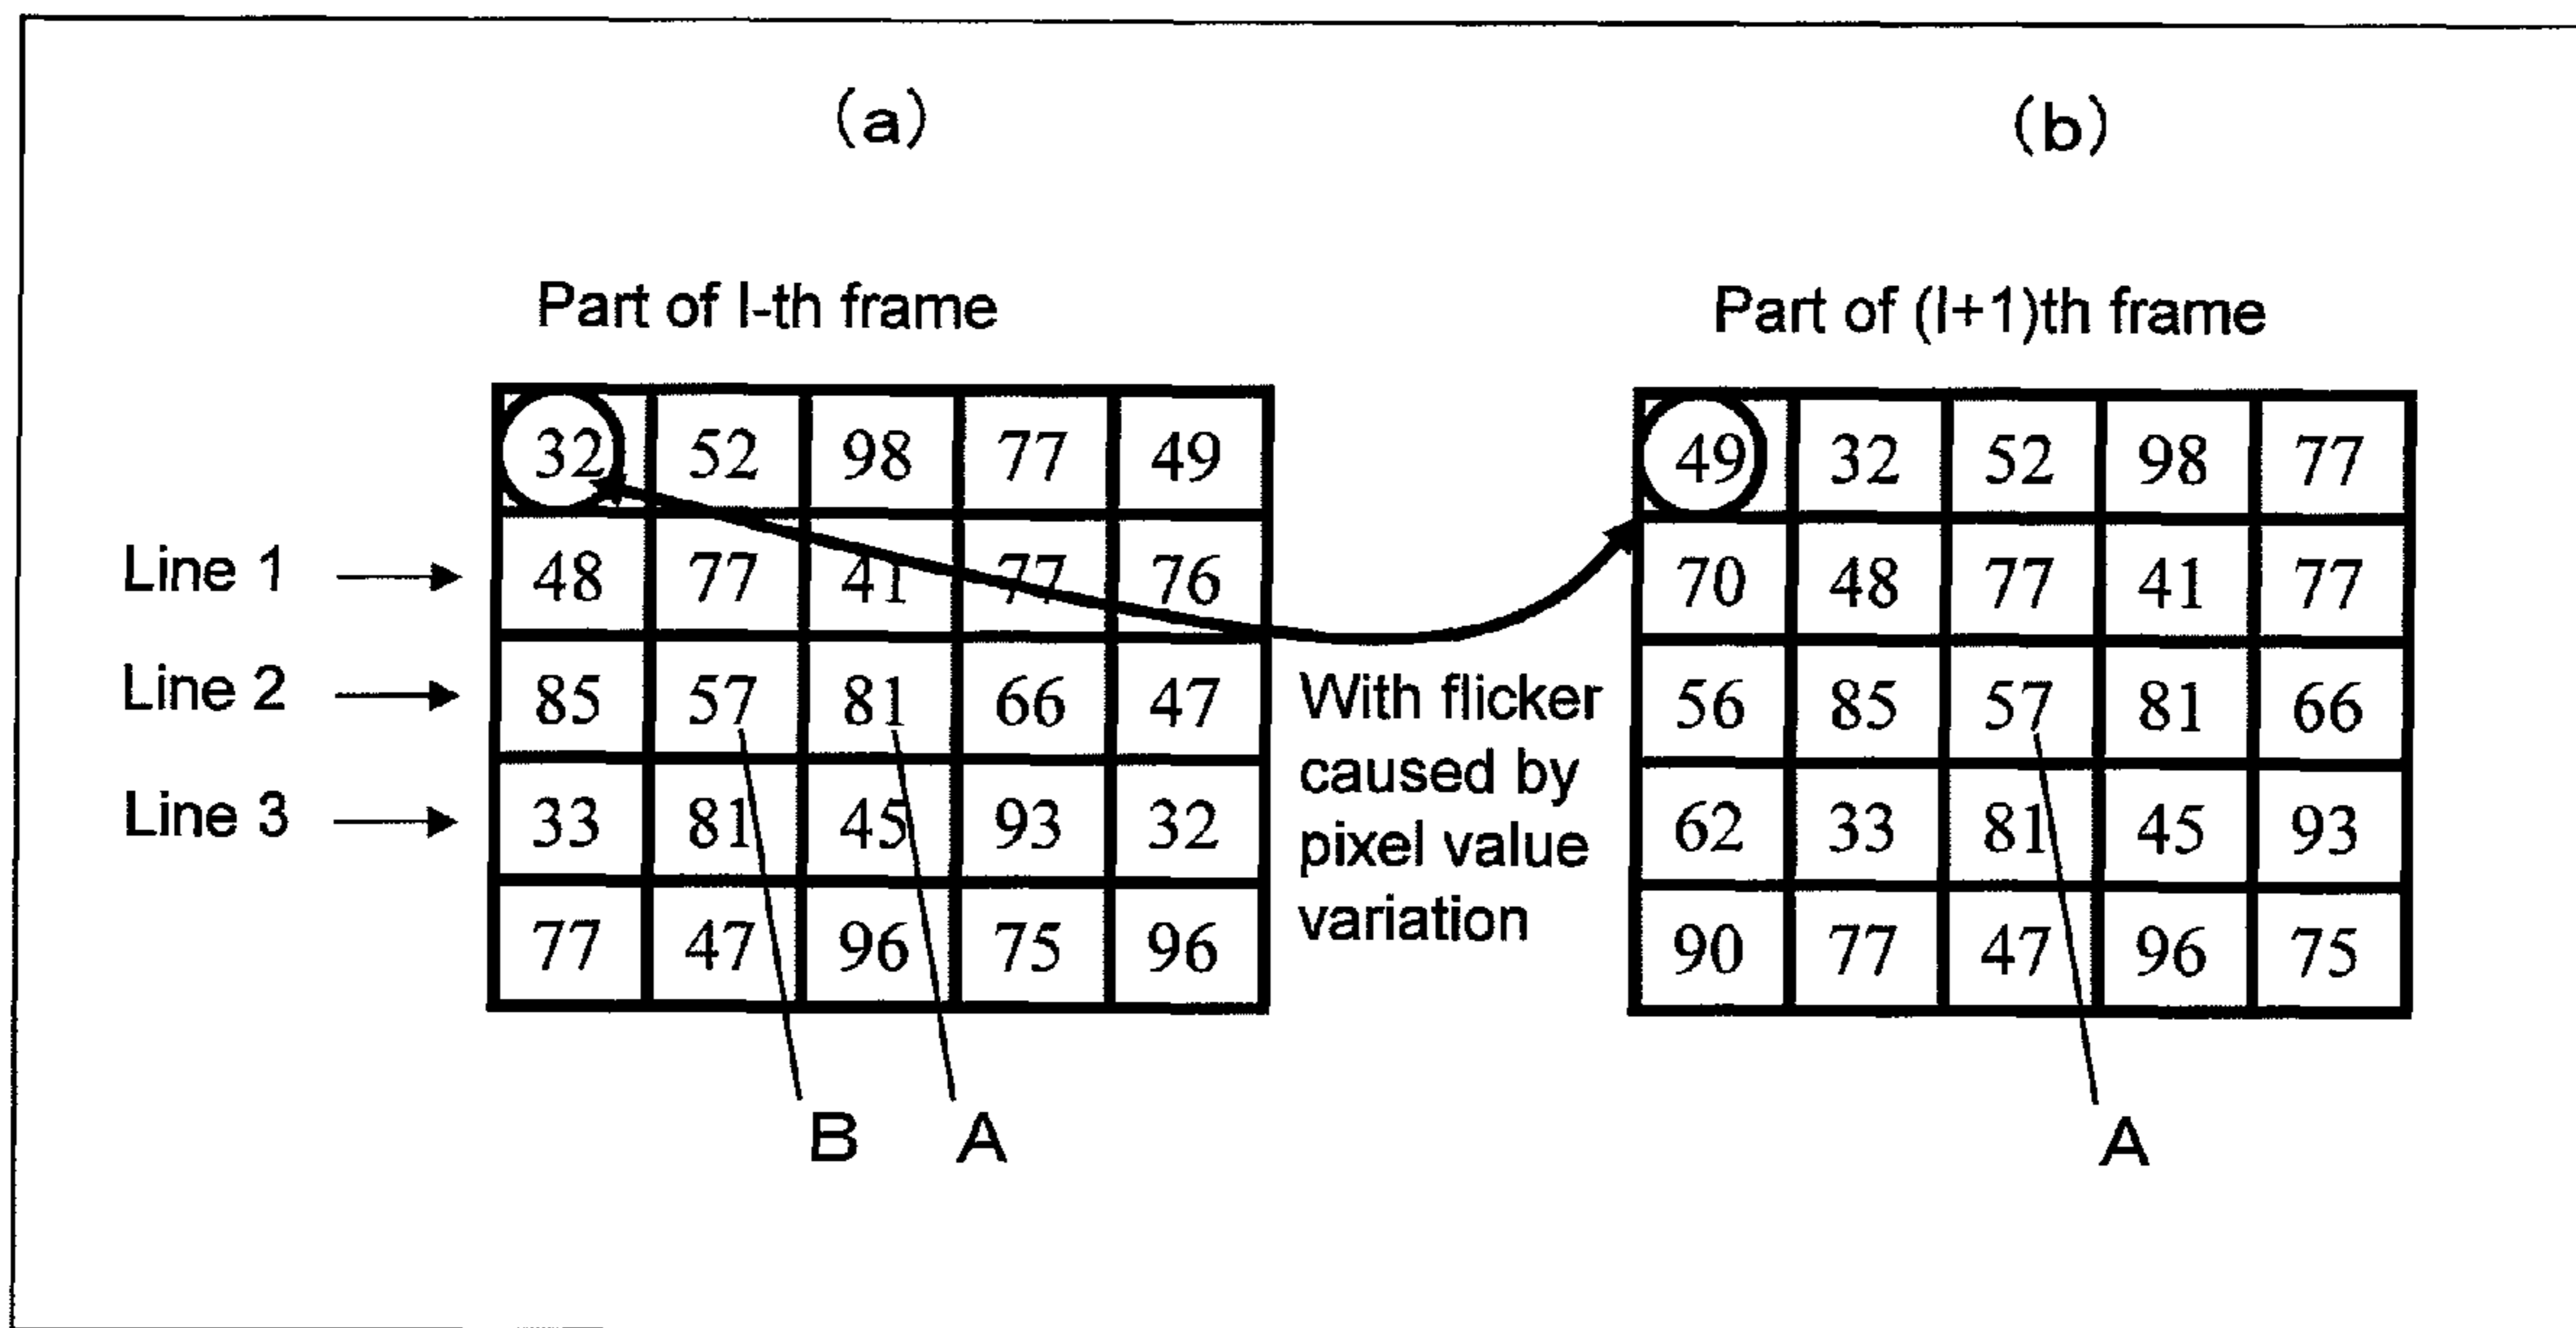 (a)
Part of I-th frame
32 52 98 77 49
Line 1 48 77 41 77 76
Line 2 85 57 81 66 47
Line 3 33 81 45 93 32
77 47 96 75 96
B A
With flicker
caused by
pixel value
variation
(b)
Part of (I+1)th frame
49 32 52 98 77
70 48 77 41 77
56 85 57 81 66
62 33 81 45 93
90 77 47 96 75
A